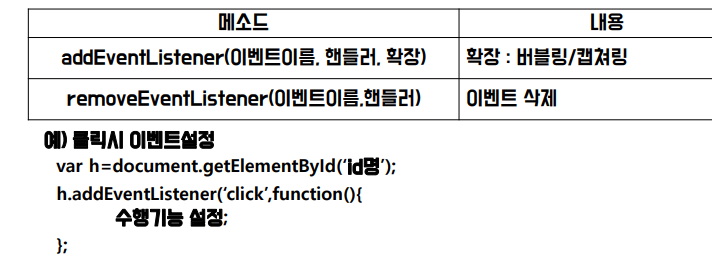 메소드 내용
addEventListener(이벤트이름, 핸들러, 확장) 확장 : 버블링/캡쳐링
removeEventListener(이벤트이름,핸들러) 이벤트 삭제
예) 클릭시 이벤트설정
var h=document.getElementById(‘id명’);
h.addEventListener(‘click’,function(){
수행기능 설정;
};